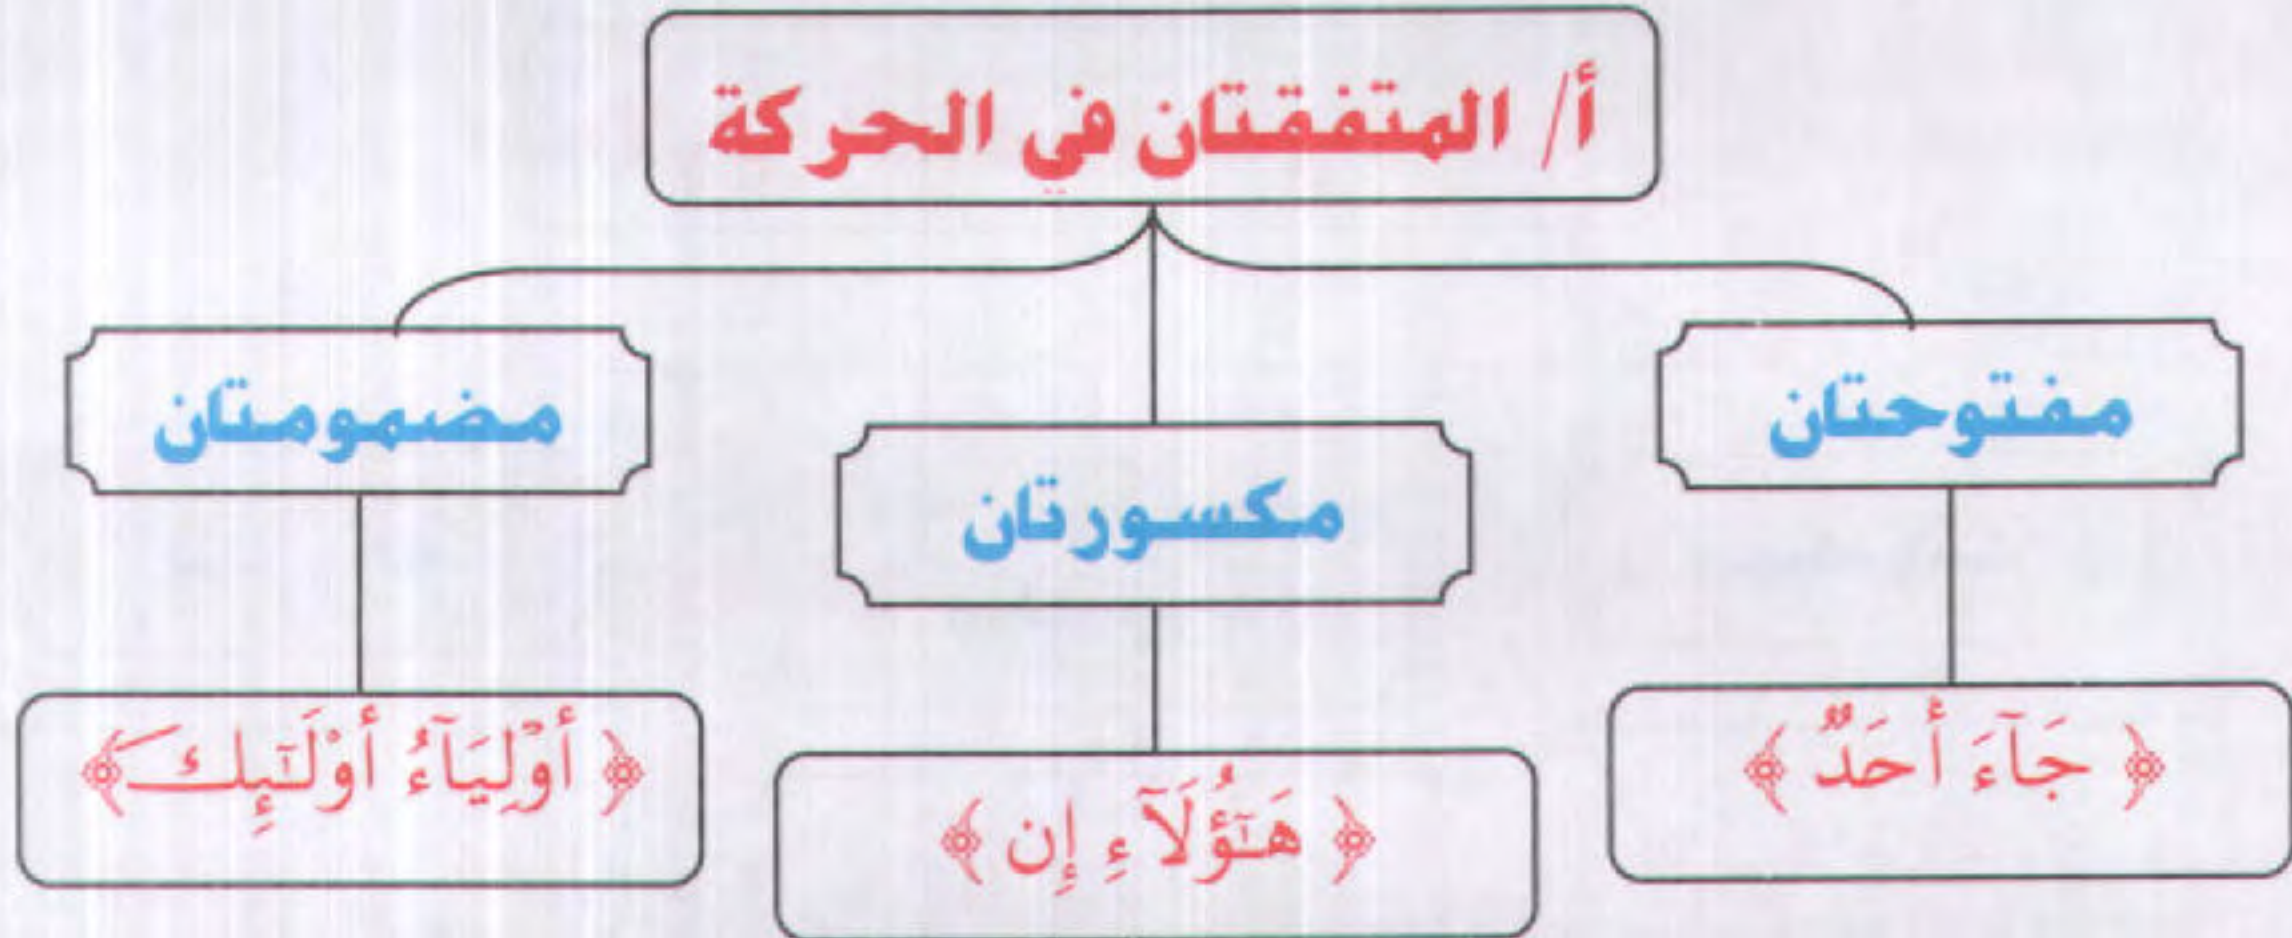 أ/ المتفقتان في الحركة
مفتوحتان
مكسورتان
مضمومتان
﴿ جَآءَ أَحَدٌ ﴾
﴿ هَـٰٓؤُلَآءِ إِن ﴾
﴿ أَوْلِيَآءُ أُوْلَـٰٓئِكَ ﴾